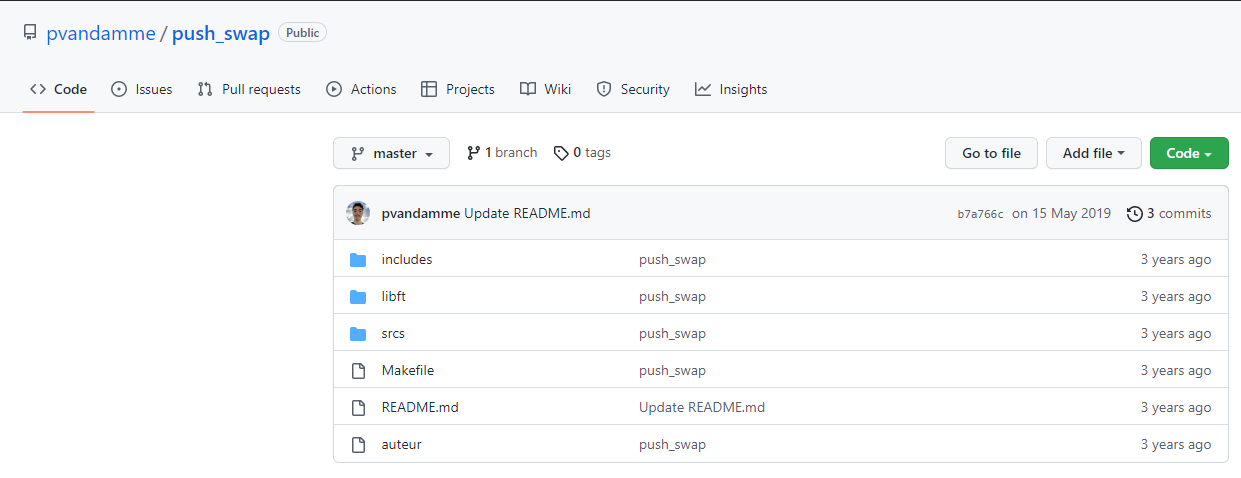 pvandamme / push_swap Public
Code Issues Pull requests Actions Projects Wiki Security Insights
master 1 branch 0 tags Go to file Add file Code
pvandamme Update README.md b7a766c on 15 May 2019 3 commits
includes push_swap 3 years ago
libft push_swap 3 years ago
srcs push_swap 3 years ago
Makefile push_swap 3 years ago
README.md Update README.md 3 years ago
auteur push_swap 3 years ago